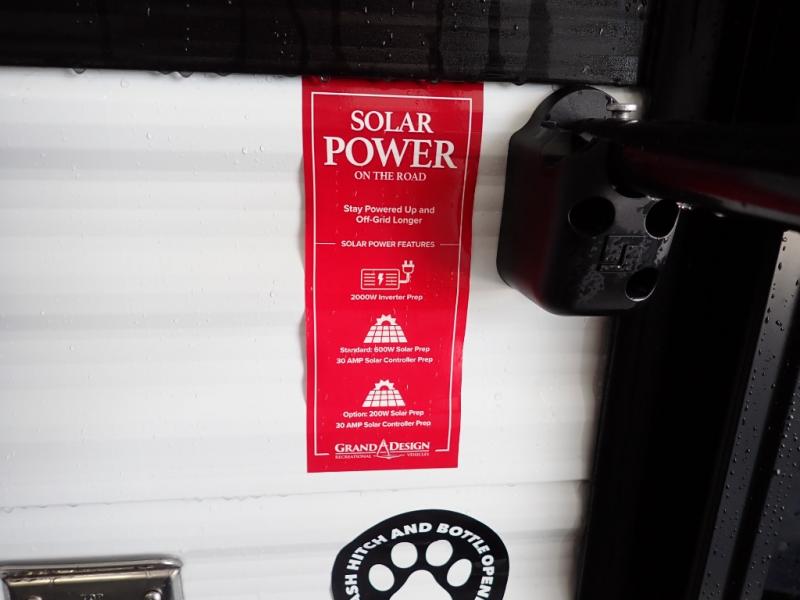 SOLAR
POWER
ON THE ROAD
Stay Powered Up and
Off-Grid Longer
SOLAR POWER FEATURES
2000W Inverter Prep
Standard: 600W Solar Prep
30 AMP Solar Controller Prep
Option: 200W Solar Prep
30 AMP Solar Controller Prep
GRAND DESIGN
RECREATIONAL VEHICLES
HITCH AND BOTTLE
TOP